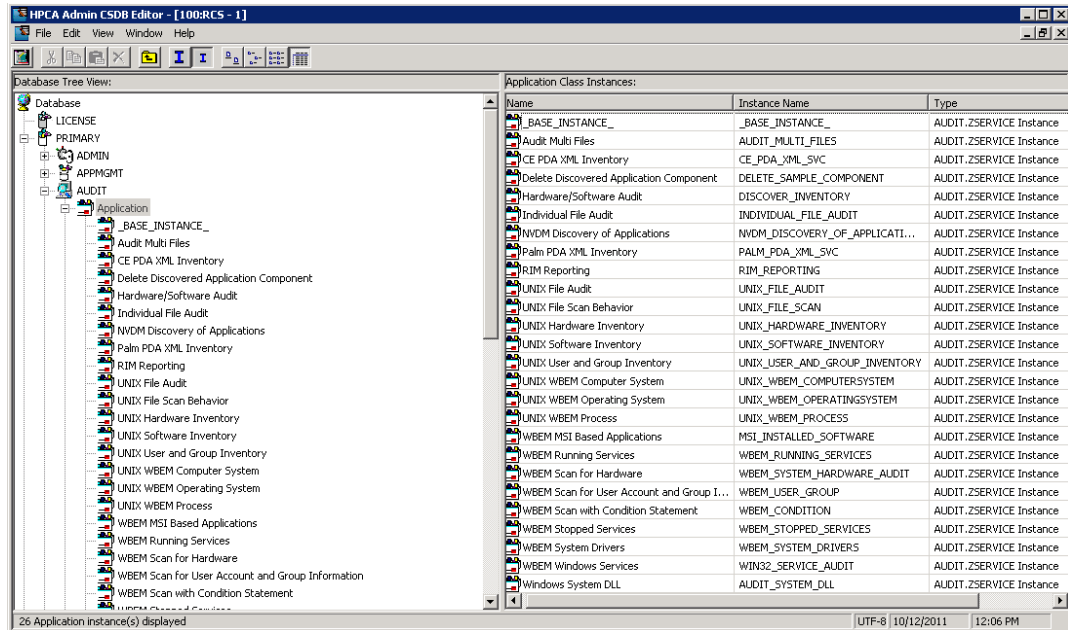 HPCA Admin CSDB Editor - [100:RCS - 1]
File Edit View Window Help
Database Tree View:
Database
LICENSE
PRIMARY
ADMIN
APPMGMT
AUDIT
Application
_BASE_INSTANCE_
Audit Multi Files
CE PDA XML Inventory
Delete Discovered Application Component
Hardware/Software Audit
Individual File Audit
NVDM Discovery of Applications
Palm PDA XML Inventory
RIM Reporting
UNIX File Audit
UNIX File Scan Behavior
UNIX Hardware Inventory
UNIX Software Inventory
UNIX User and Group Inventory
UNIX WBEM Computer System
UNIX WBEM Operating System
UNIX WBEM Process
WBEM MSI Based Applications
WBEM Running Services
WBEM Scan for Hardware
WBEM Scan for User Account and Group Information
WBEM Scan with Condition Statement
WBEM Stopped Services
Application Class Instances:
Name Instance Name Type
_BASE_INSTANCE_ _BASE_INSTANCE_ AUDIT.ZSERVICE Instance
Audit Multi Files AUDIT_MULTI_FILES AUDIT.ZSERVICE Instance
CE PDA XML Inventory CE_PDA_XML_SVC AUDIT.ZSERVICE Instance
Delete Discovered Application Component DELETE_SAMPLE_COMPONENT AUDIT.ZSERVICE Instance
Hardware/Software Audit DISCOVER_INVENTORY AUDIT.ZSERVICE Instance
Individual File Audit INDIVIDUAL_FILE_AUDIT AUDIT.ZSERVICE Instance
NVDM Discovery of Applications NVDM_DISCOVERY_OF_APPLICATI... AUDIT.ZSERVICE Instance
Palm PDA XML Inventory PALM_PDA_XML_SVC AUDIT.ZSERVICE Instance
RIM Reporting RIM_REPORTING AUDIT.ZSERVICE Instance
UNIX File Audit UNIX_FILE_AUDIT AUDIT.ZSERVICE Instance
UNIX File Scan Behavior UNIX_FILE_SCAN AUDIT.ZSERVICE Instance
UNIX Hardware Inventory UNIX_HARDWARE_INVENTORY AUDIT.ZSERVICE Instance
UNIX Software Inventory UNIX_SOFTWARE_INVENTORY AUDIT.ZSERVICE Instance
UNIX User and Group Inventory UNIX_USER_AND_GROUP_INVENTORY AUDIT.ZSERVICE Instance
UNIX WBEM Computer System UNIX_WBEM_COMPUTERSYSTEM AUDIT.ZSERVICE Instance
UNIX WBEM Operating System UNIX_WBEM_OPERATINGSYSTEM AUDIT.ZSERVICE Instance
UNIX WBEM Process UNIX_WBEM_PROCESS AUDIT.ZSERVICE Instance
WBEM MSI Based Applications MSI_INSTALLED_SOFTWARE AUDIT.ZSERVICE Instance
WBEM Running Services WBEM_RUNNING_SERVICES AUDIT.ZSERVICE Instance
WBEM Scan for Hardware WBEM_SYSTEM_HARDWARE_AUDIT AUDIT.ZSERVICE Instance
WBEM Scan for User Account and Group I... WBEM_USER_GROUP AUDIT.ZSERVICE Instance
WBEM Scan with Condition Statement WBEM_CONDITION AUDIT.ZSERVICE Instance
WBEM Stopped Services WBEM_STOPPED_SERVICES AUDIT.ZSERVICE Instance
WBEM System Drivers WBEM_SYSTEM_DRIVERS AUDIT.ZSERVICE Instance
WBEM Windows Services WIN32_SERVICE_AUDIT AUDIT.ZSERVICE Instance
Windows System DLL AUDIT_SYSTEM_DLL AUDIT.ZSERVICE Instance
26 Application instance(s) displayed UTF-8 10/12/2011 12:06 PM